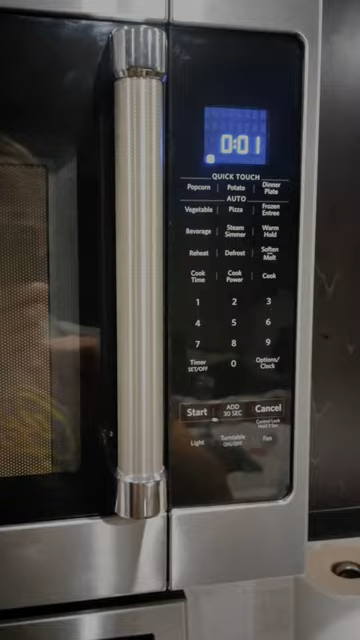 0:01
QUICK TOUCH
Popcorn Potato Dinner Plate
AUTO
Vegetable Pizza Frozen Entree
Beverage Steam Simmer Warm Hold
Reheat Defrost Soften Melt
Cook Time Cook Power Cook
1 2 3
4 5 6
7 8 9
Timer SET/OFF 0 Options/Clock
Start ADD 30 SEC Cancel
Control Lock Hold 3 Sec
Light Turntable ON/OFF Fan